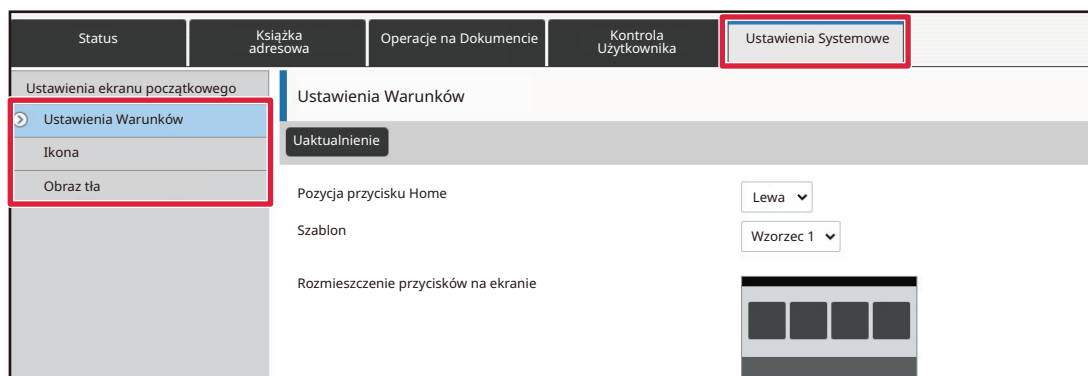 Status
Książka
adresowa
Operacje na Dokumencie
Kontrola
Użytkownika
Ustawienia Systemowe
Ustawienia ekranu początkowego
Ustawienia Warunków
Ikona
Obraz tła
Ustawienia Warunków
Uaktualnienie
Pozycja przycisku Home
Lewa
Szablon
Wzorzec 1
Rozmieszczenie przycisków na ekranie